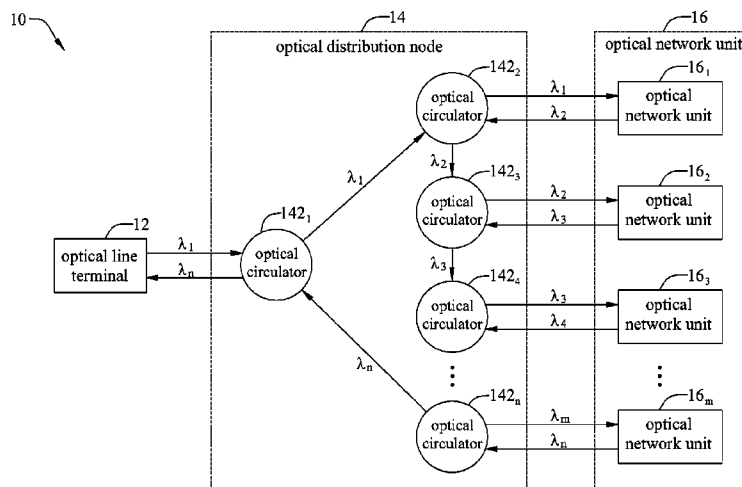 10
14
optical distribution node
16
optical network unit
142₂
optical
circulator
λ₁
λ₂
16₁
optical
network unit
λ₁
λ₂
142₃
optical
circulator
λ₂
λ₃
16₂
optical
network unit
12
optical line
terminal
λ₁
λₙ
142₁
optical
circulator
λ₃
142₄
optical
circulator
λ₃
λ₄
16₃
optical
network unit
λₙ
142ₙ
optical
circulator
λₘ
λₙ
16ₘ
optical
network unit